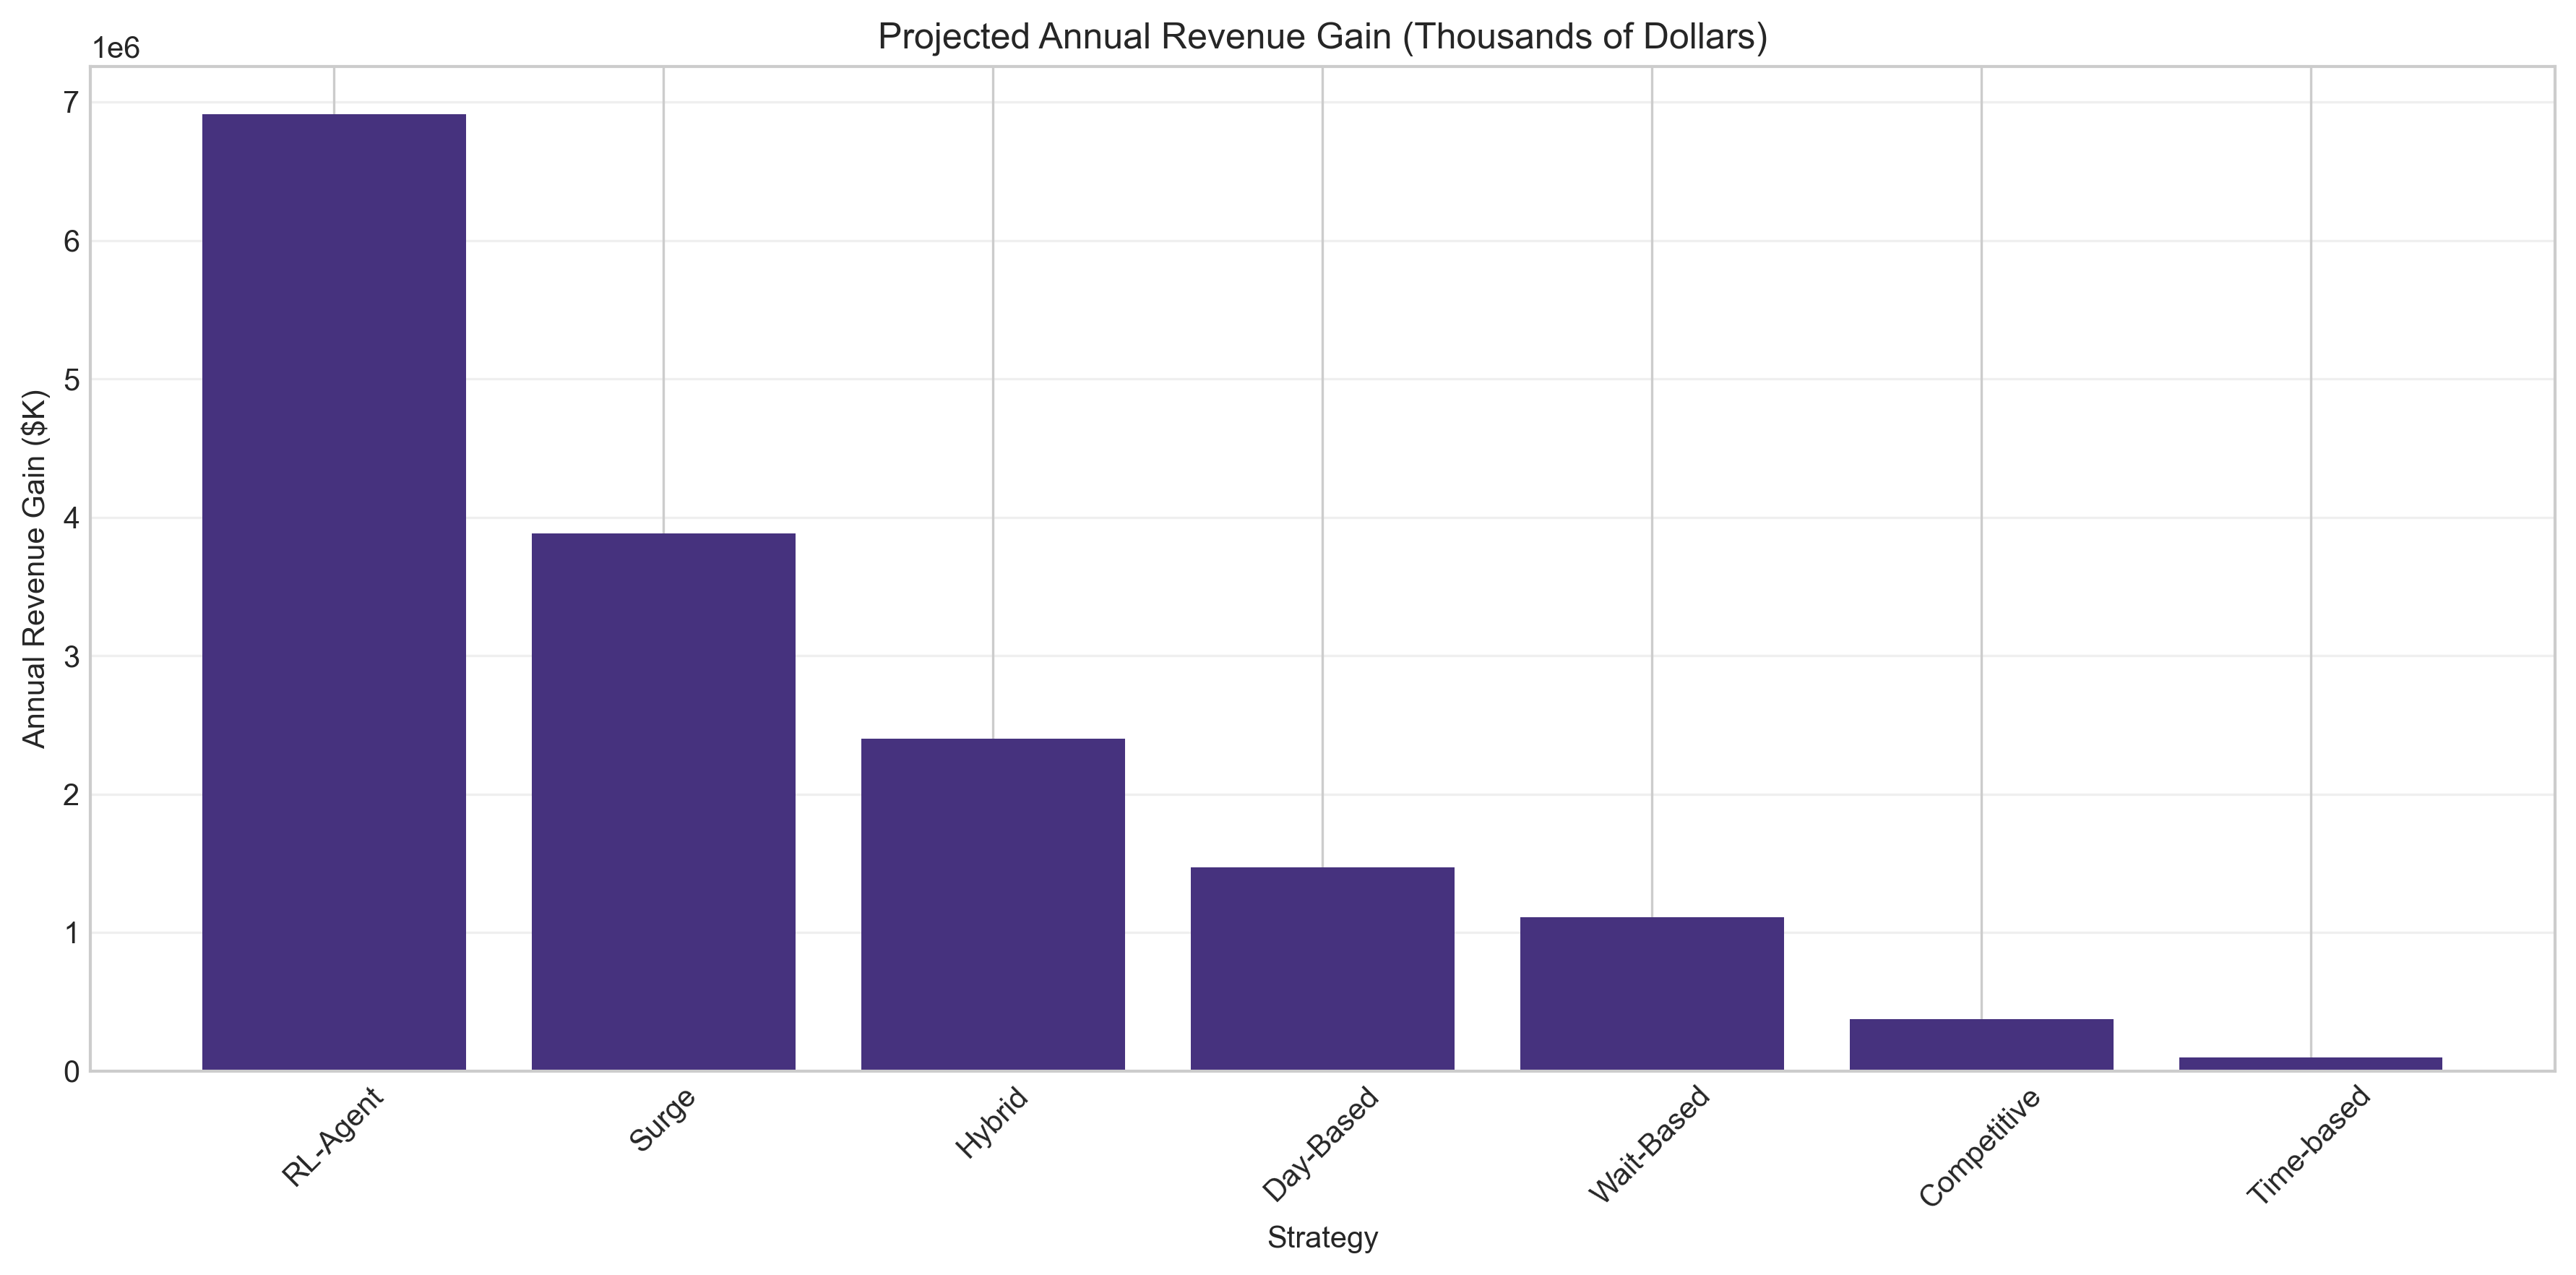 Projected Annual Revenue Gain (Thousands of Dollars)
1e6
7
6
5
4
3
2
1
0
Annual Revenue Gain ($K)
RL-Agent
Surge
Hybrid
Day-Based
Wait-Based
Competitive
Time-based
Strategy